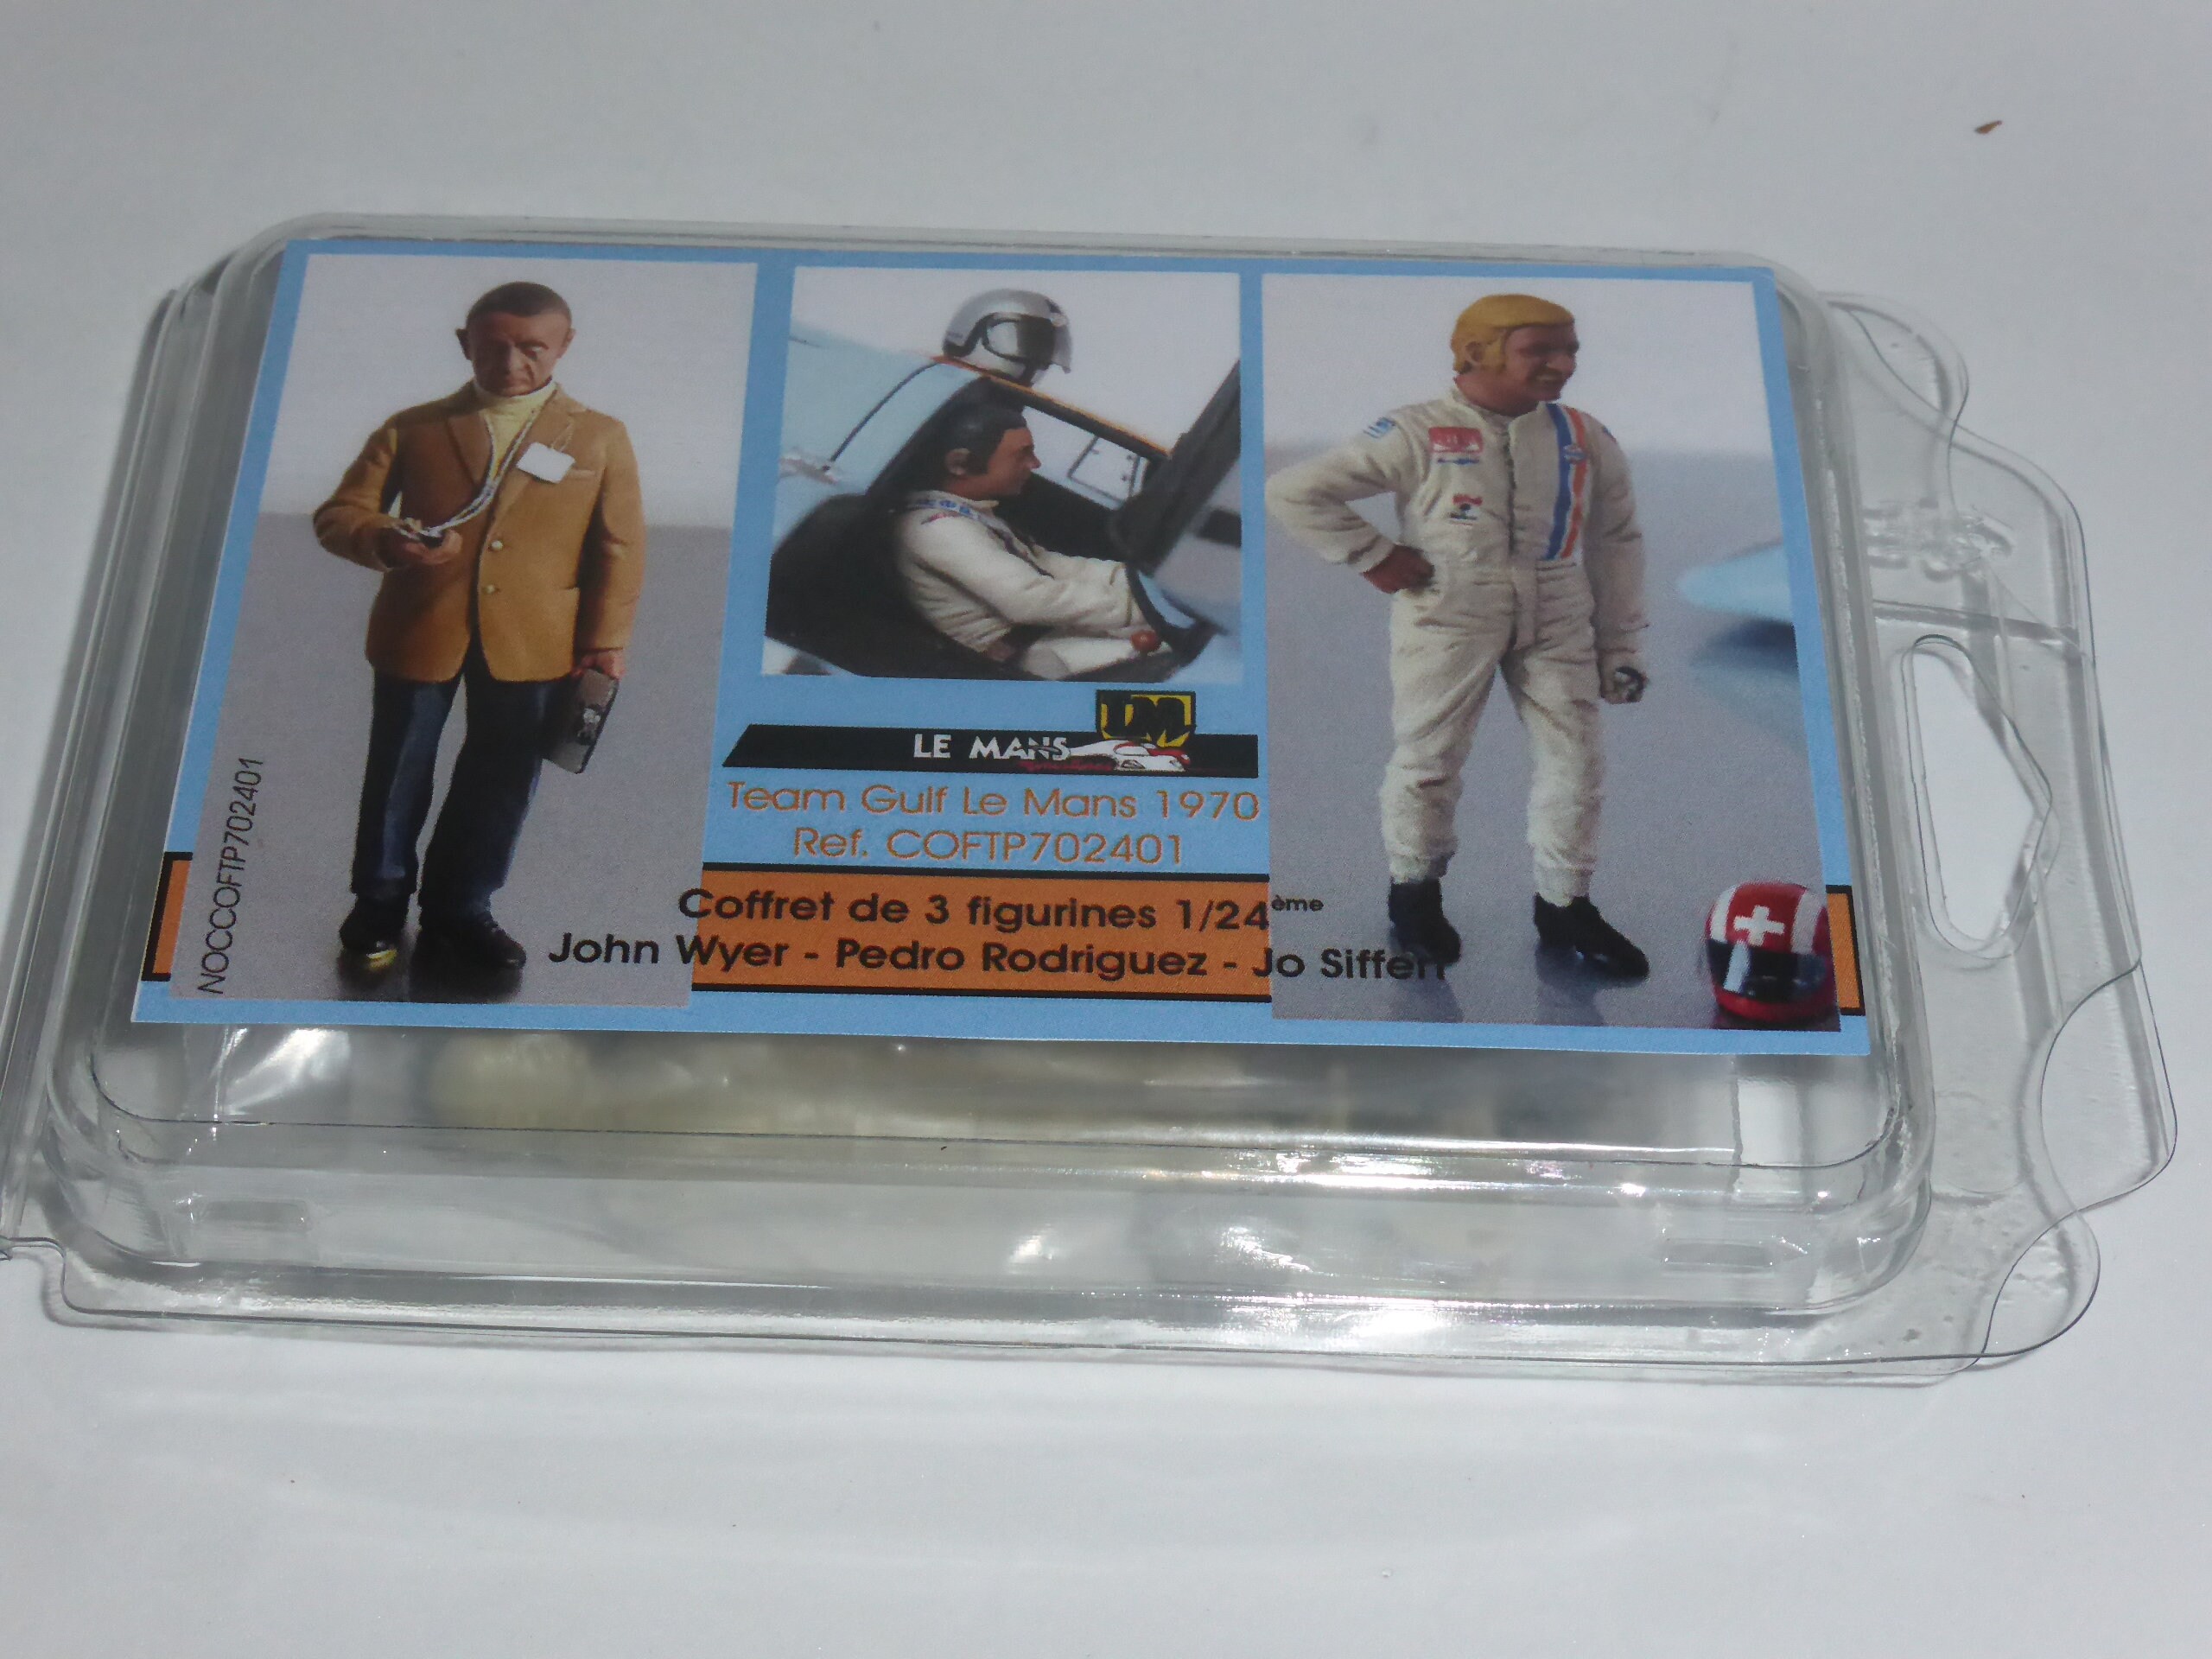 NOCCOFTP702401
LM
LE MANS
Team Gulf Le Mans 1970
Ref. COFTP702401
Coffret de 3 figurines 1/24ème
John Wyer - Pedro Rodriguez - Jo Siffert